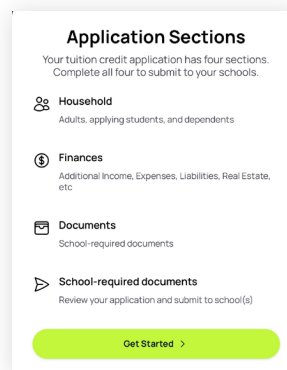 Application Sections
Your tuition credit application has four sections.
Complete all four to submit to your schools.
Household
Adults, applying students, and dependents
Finances
Additional Income, Expenses, Liabilities, Real Estate,
etc
Documents
School-required documents
School-required documents
Review your application and submit to school(s)
Get Started